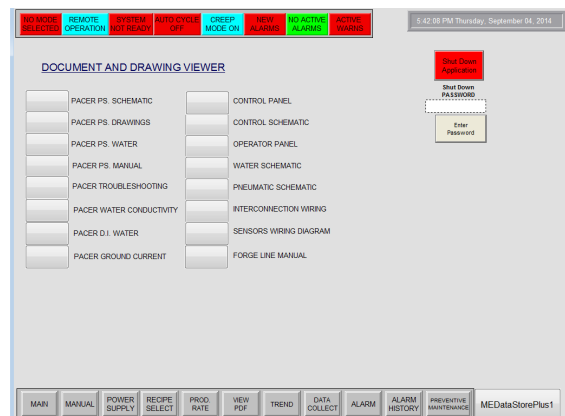 NO MODE REMOTE SYSTEM AUTO CYCLE CREEP NEW NO ACTIVE ACTIVE
SELECTED OPERATION NOT READY OFF MODE ON ALARMS ALARMS WARNS
5:42:08 PM Thursday, September 04, 2014
DOCUMENT AND DRAWING VIEWER
Shut Down
Application
Shut Down
PASSWORD
Enter
Password
PACER PS. SCHEMATIC CONTROL PANEL
PACER PS. DRAWINGS CONTROL SCHEMATIC
PACER PS. WATER OPERATOR PANEL
PACER PS. MANUAL WATER SCHEMATIC
PACER TROUBLESHOOTING PNEUMATIC SCHEMATIC
PACER WATER CONDUCTIVITY INTERCONNECTION WIRING
PACER D.I. WATER SENSORS WIRING DIAGRAM
PACER GROUND CURRENT FORGE LINE MANUAL
MAIN MANUAL POWER SUPPLY RECIPE SELECT PROD. RATE VIEW PDF TREND DATA COLLECT ALARM ALARM HISTORY PREVENTIVE MAINTENANCE MEDataStorePlus1